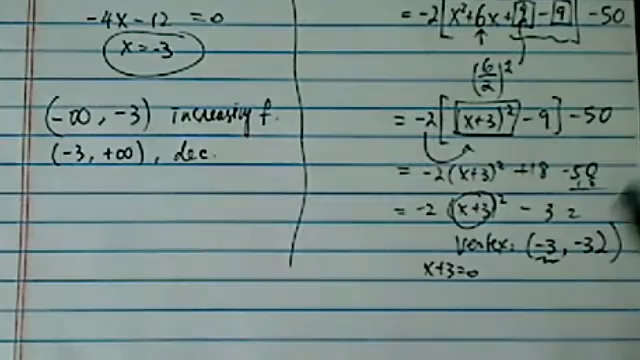 -4x - 12 = 0
x = -3
(-∞, -3) increasing f.
(-3, +∞), dec.
= -2[x²+6x+9-9] -50
(6/2)²
= -2[(x+3)² - 9] - 50
= -2(x+3)² +18 -50
= -2(x+3)² - 32
Vertex: (-3, -32)
x+3=0